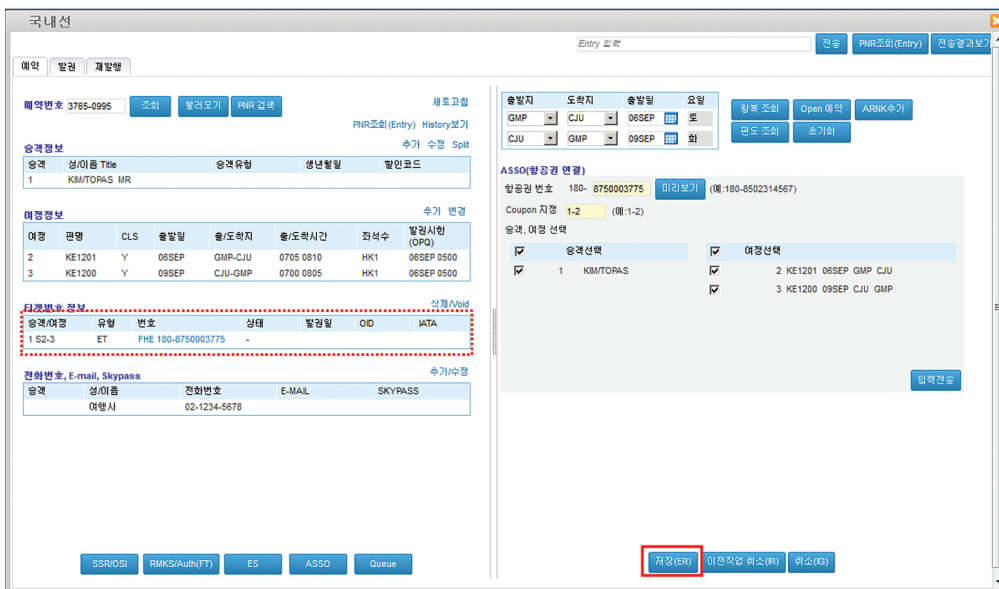 국내선
Entry 입력 전송 PNR조회(Entry) 전송결과보기
예약 발권 재발행
예약번호 3765-0995 조회 불러오기 PNR 검색 새로고침
PNR조회(Entry) History보기
승객정보 추가 수정 Split
승객 성/이름 Title 승객유형 생년월일 할인코드
1 KIM/TOPAS MR
여정정보 추가 변경
여정 편명 CLS 출발일 출/도착지 출/도착시간 좌석수 발권시한 (OPQ)
2 KE1201 Y 06SEP GMP-CJU 0705 0810 HK1 06SEP 0500
3 KE1200 Y 09SEP CJU-GMP 0700 0805 HK1 06SEP 0500
티켓번호 정보 삭제/Void
승객/여정 유형 번호 상태 발권일 OID IATA
1 S2-3 ET FHE 180-8750003775 -
전화번호, E-mail, Skypass 추가/수정
승객 성/이름 전화번호 E-MAIL SKYPASS
여행사 02-1234-5678
SSR/OSI RMKS/Auth(FT) ES ASSO Queue
출발지 도착지 출발일 요일
GMP CJU 06SEP 토
CJU GMP 09SEP 화
왕복 조회 Open 예약 ARNK추가
편도 조회 초기화
ASSO(항공권 연결)
항공권 번호 180- 8750003775 미리보기 (예:180-8502314567)
Coupon 지정 1-2 (예:1-2)
승객, 여정 선택
승객선택 여정선택
1 KIM/TOPAS 2 KE1201 06SEP GMP CJU
3 KE1200 09SEP CJU GMP
입력전송
저장(ER) 이전작업 취소(IR) 취소(IG)